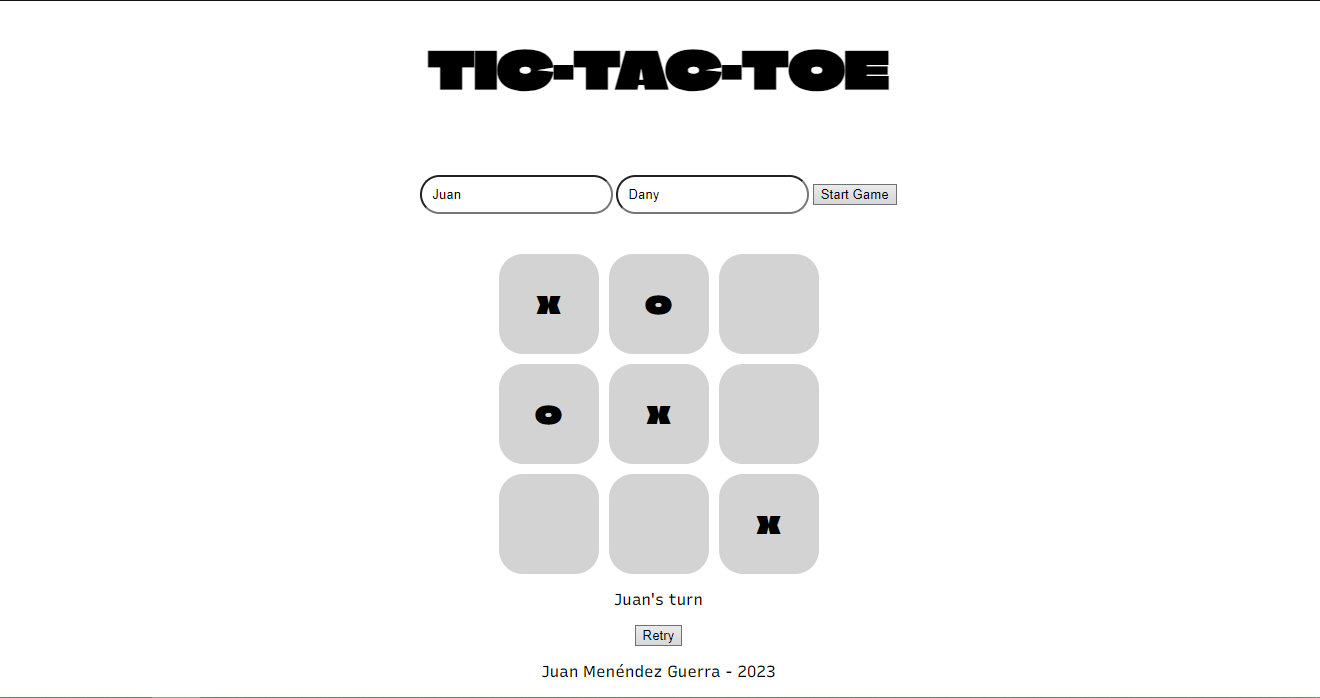 TIC-TAC-TOE
Juan Dany Start Game
X O
O X
X
Juan's turn
Retry
Juan Menéndez Guerra - 2023